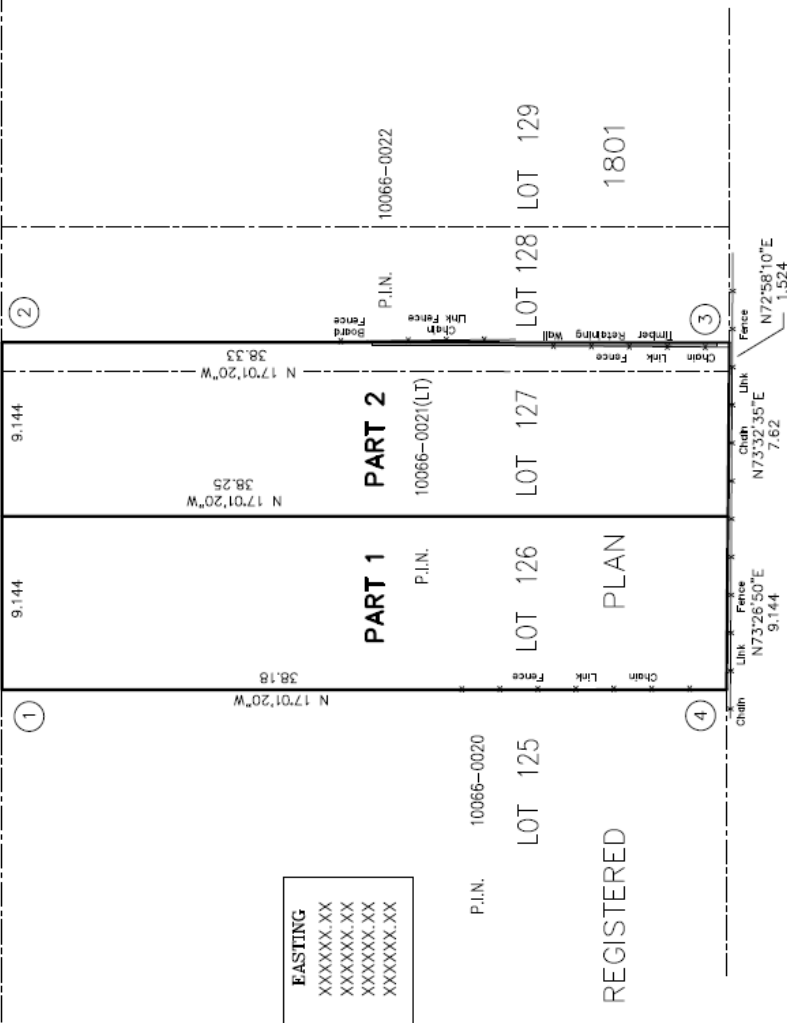 1
2
3
4
9.144
9.144
N 17°01'20"W
38.18
N 17°01'20"W
38.25
N 17°01'20"W
38.33
PART 1
PART 2
P.I.N. 10066-0021(LT)
P.I.N. 10066-0022
P.I.N. 10066-0020
LOT 125
LOT 126
LOT 127
LOT 128
LOT 129
REGISTERED PLAN 1801
EASTING
XXXXXX.XX
XXXXXX.XX
XXXXXX.XX
XXXXXX.XX
Board
Fence
Chain
Link Fence
Timber Retaining Wall
Chain Link Fence
Chain Link Fence
Chain Link Fence
Chain Link Fence
N73°26'50"E
9.144
N73°32'35"E
7.62
N72°58'10"E
1.524